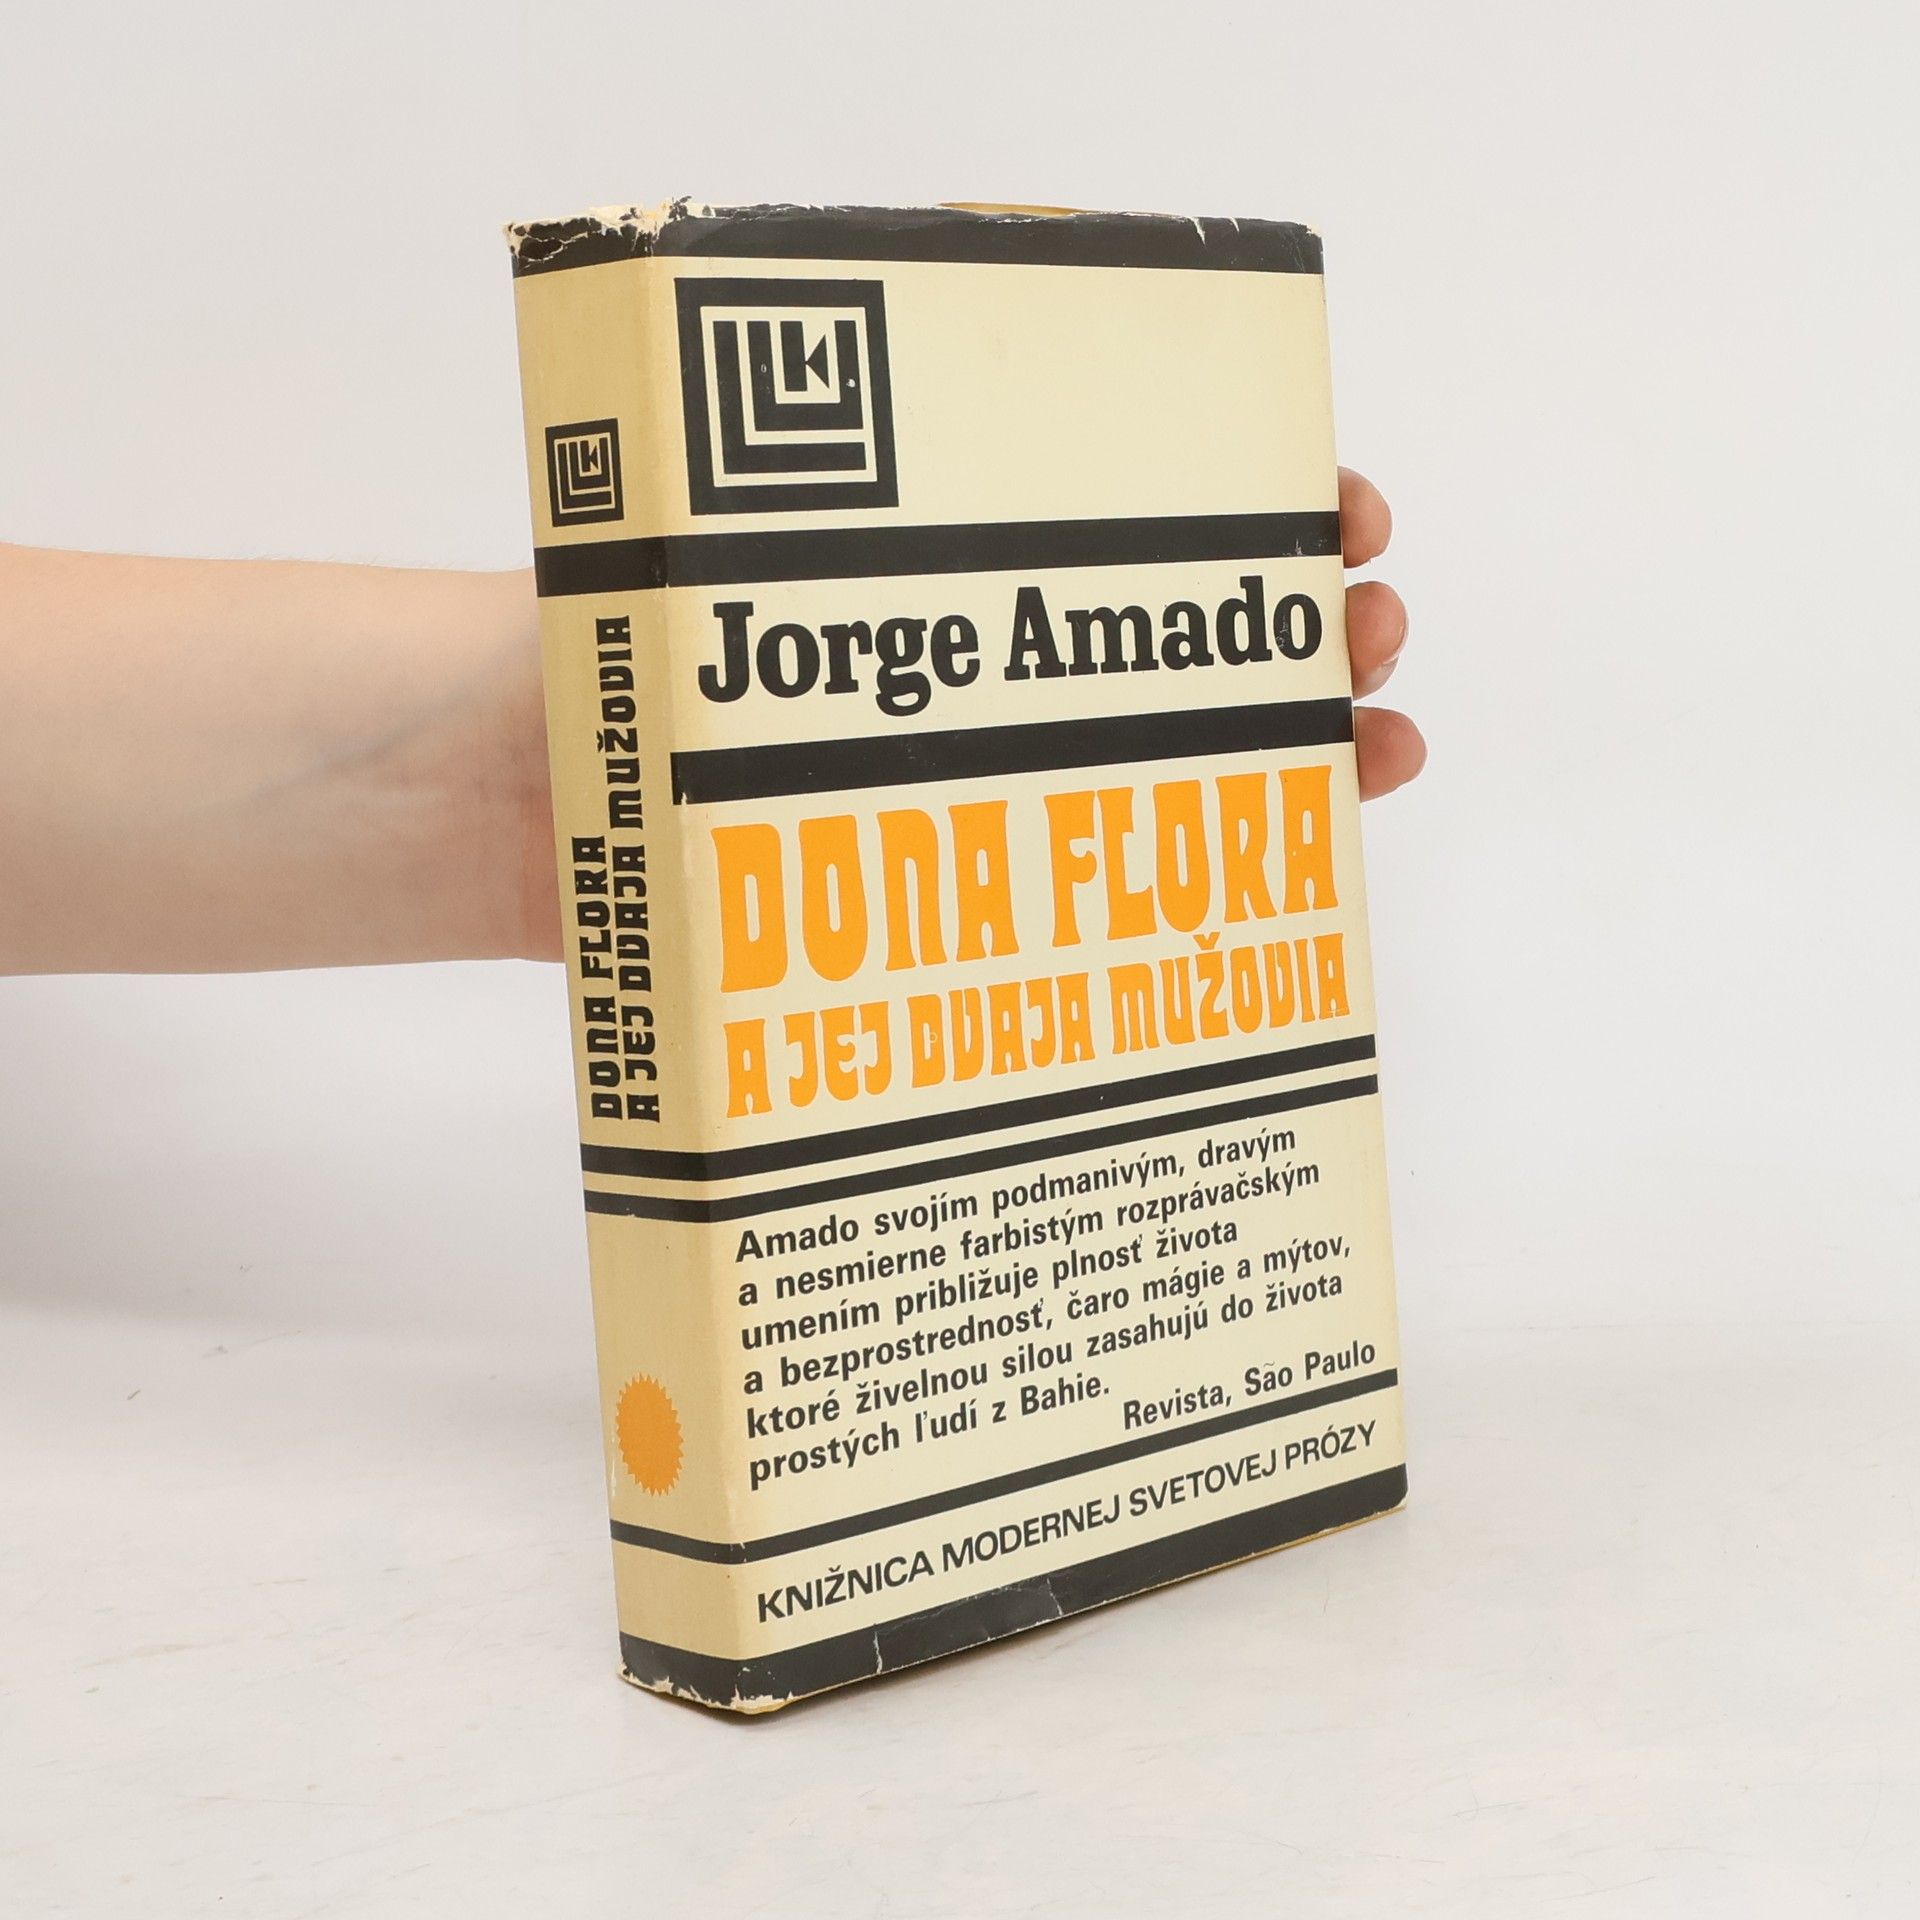 LUK
Jorge Amado
DONA FLORA
A JEJ DVAJA MUŽOVIA
Amado svojím podmanivým, dravým
a nesmierne farbistým rozprávačským
umením približuje plnosť života
a bezprostrednosť, čaro mágie a mýtov,
ktoré živelnou silou zasahujú do života
prostých ľudí z Bahie.
Revista, São Paulo
KNIŽNICA MODERNEJ SVETOVEJ PRÓZY
LUK
DONA FLORA
A JEJ DVAJA MUŽOVIA